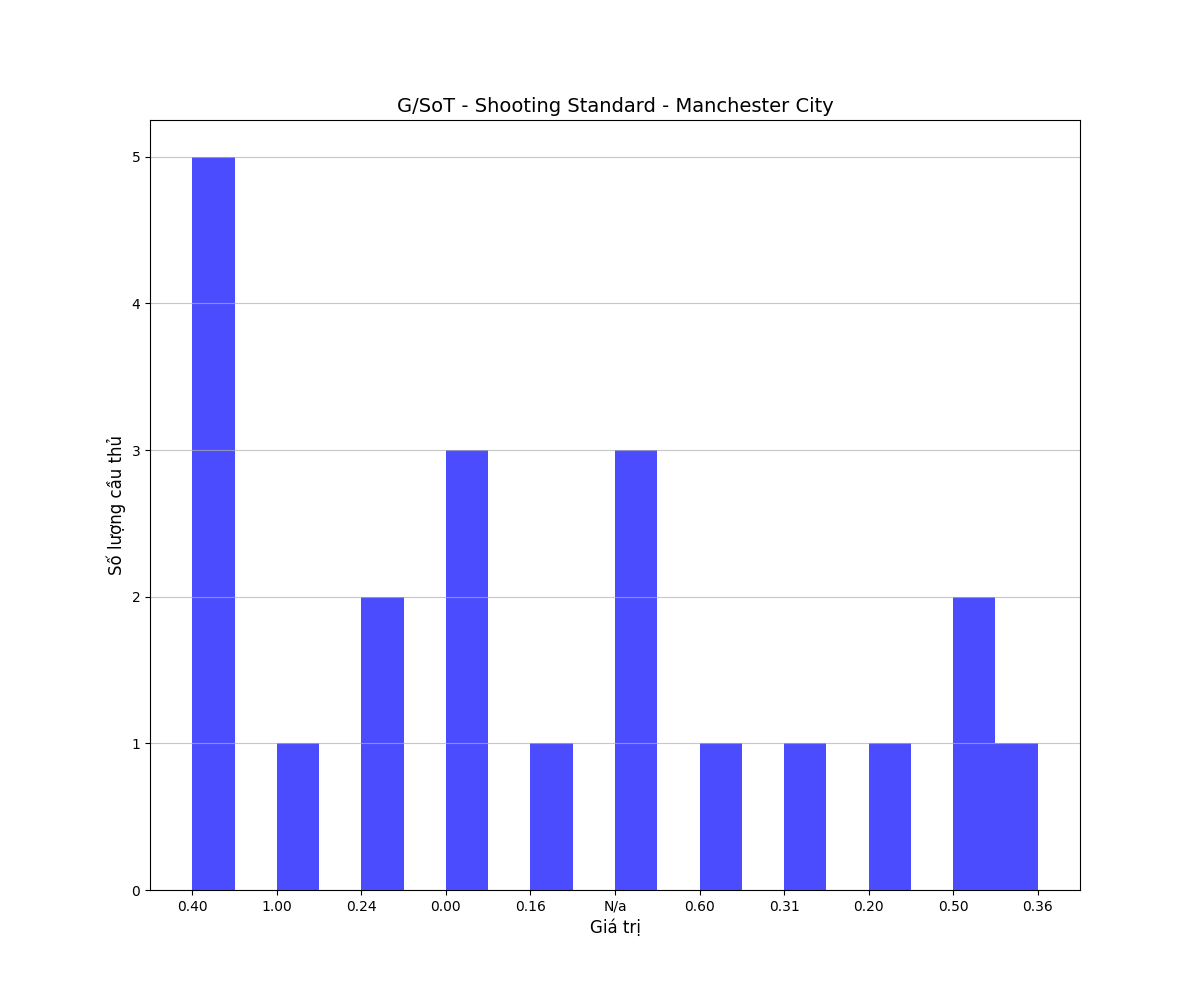 G/SoT - Shooting Standard - Manchester City
5
4
3
2
1
0
Số lượng cầu thủ
0.40 1.00 0.24 0.00 0.16 N/a 0.60 0.31 0.20 0.50 0.36
Giá trị